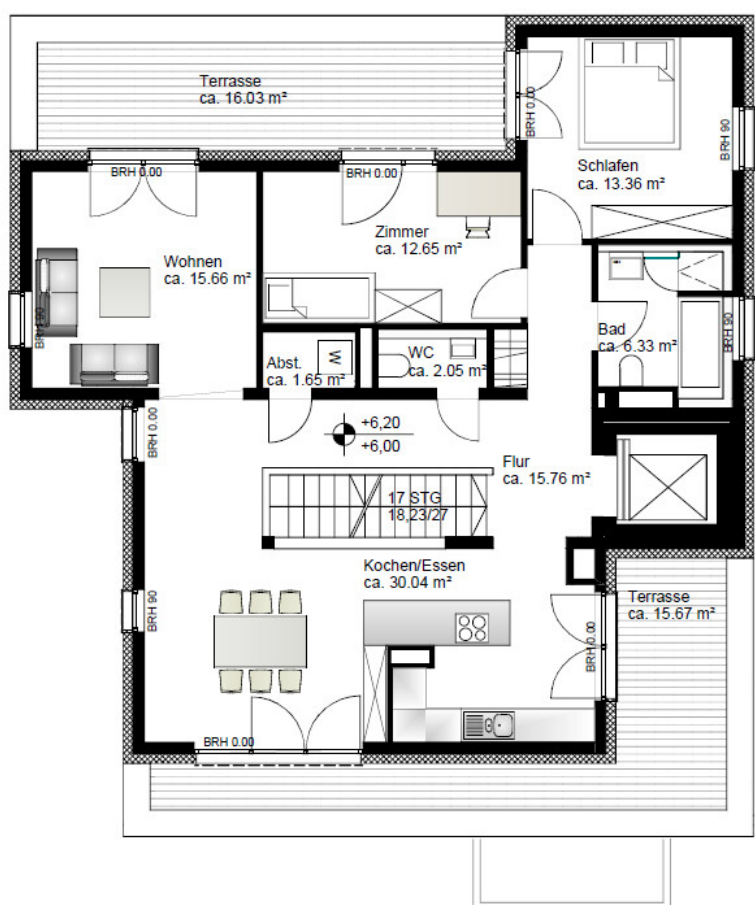 Terrasse
ca. 16.03 m²
BRH 0.00
BRH 90
Schlafen
ca. 13.36 m²
BRH 0.00
BRH 0.00
Zimmer
ca. 12.65 m²
Wohnen
ca. 15.66 m²
BRH 90
Bad
ca. 6.33 m²
BRH 90
Abst.
ca. 1.65 m²
W
WC
ca. 2.05 m²
BRH 0.00
+6,20
+6,00
Flur
ca. 15.76 m²
17 STG
18,23/27
Kochen/Essen
ca. 30.04 m²
BRH 90
Terrasse
ca. 15.67 m²
BRH 0.00
BRH 0.00